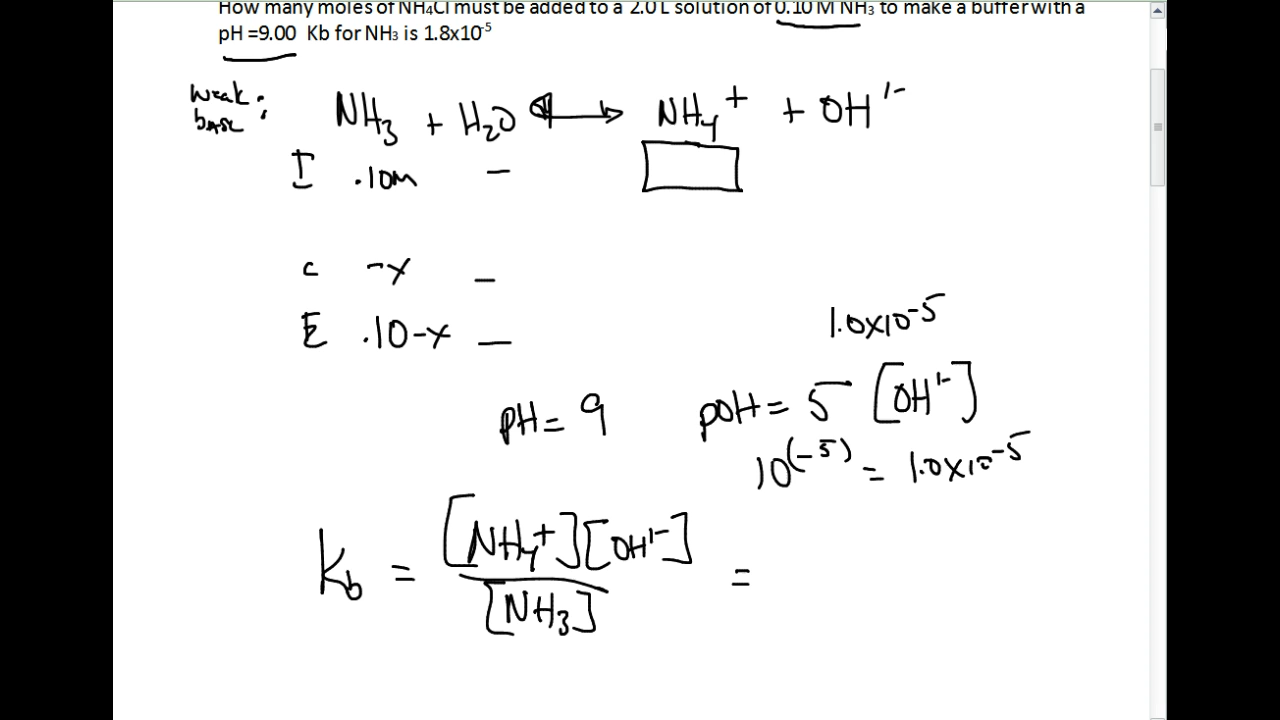 How many moles of NH₄Cl must be added to a 2.0 L solution of 0.10 M NH₃ to make a buffer with a
pH =9.00 Kb for NH₃ is 1.8x10⁻⁵
weak base: NH₃ + H₂O ⟷ NH₄⁺ + OH¹⁻
I .10M –
C -x –
E .10-x –
1.0x10⁻⁵
pH = 9 pOH = 5 [OH¹⁻]
10^(-5) = 1.0x10⁻⁵
Kb = [NH₄⁺][OH¹⁻] / [NH₃] =